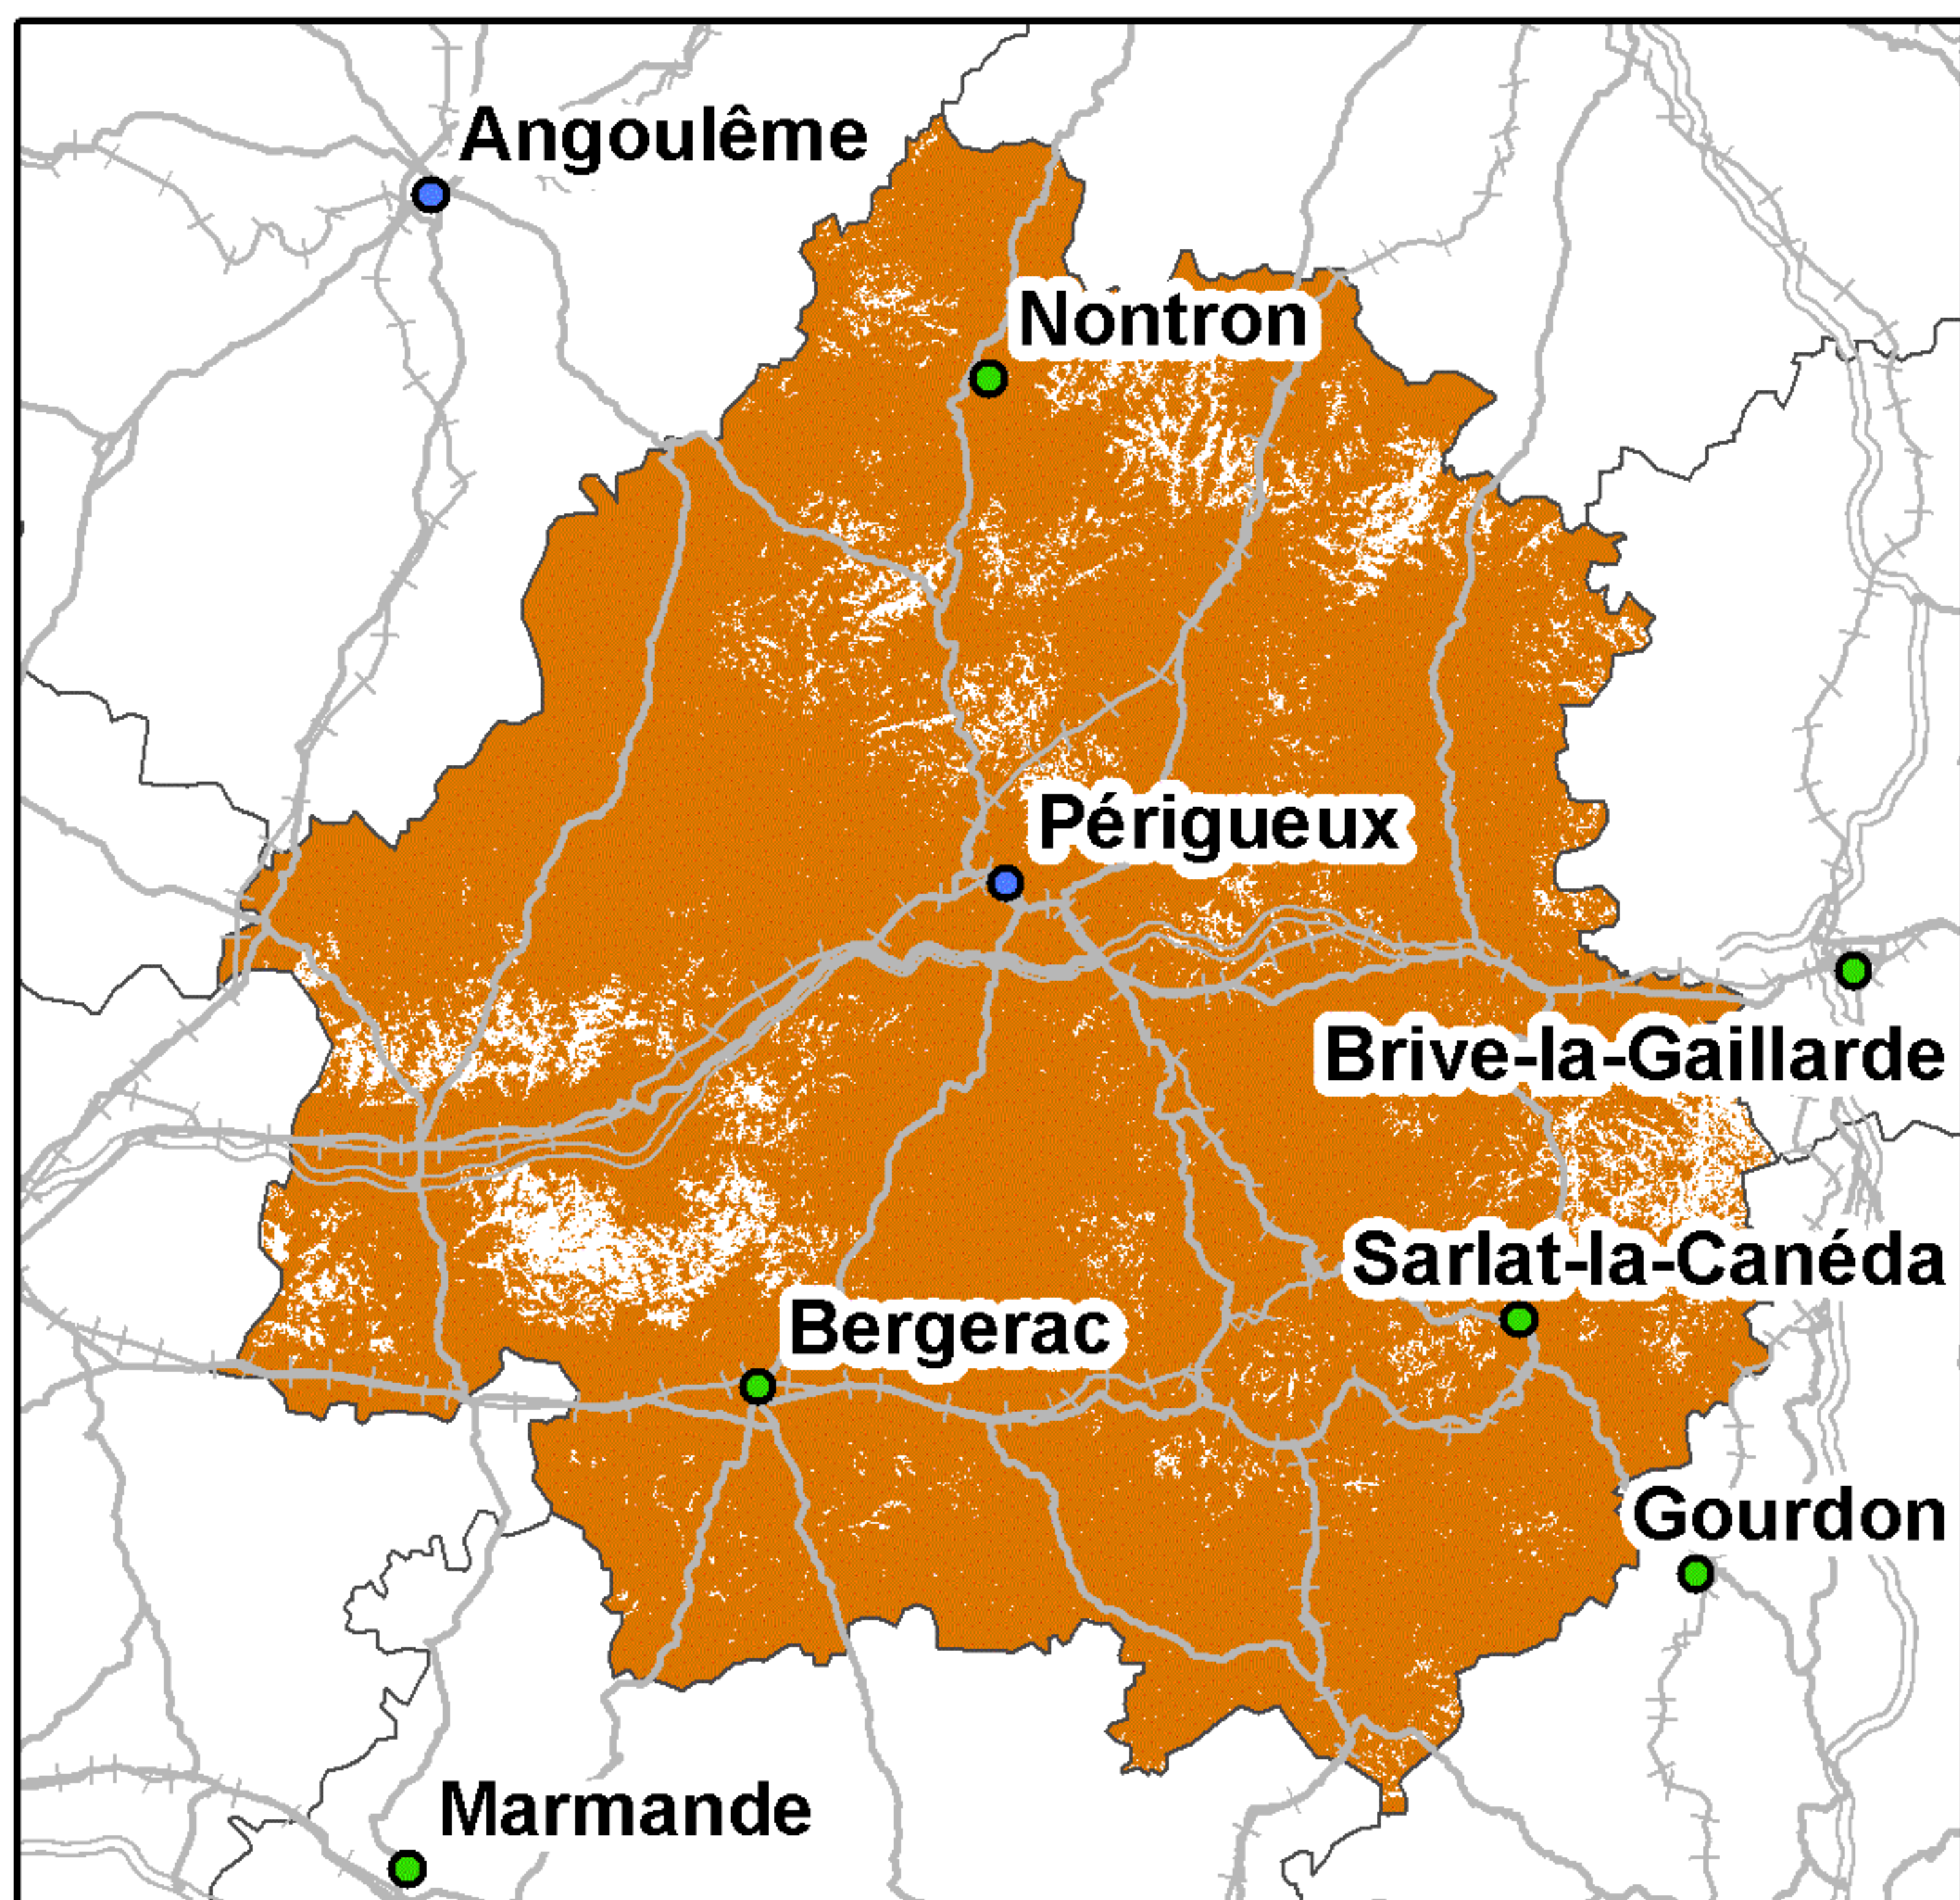 Angoulême
Nontron
Périgueux
Brive-la-Gaillarde
Sarlat-la-Canéda
Bergerac
Gourdon
Marmande